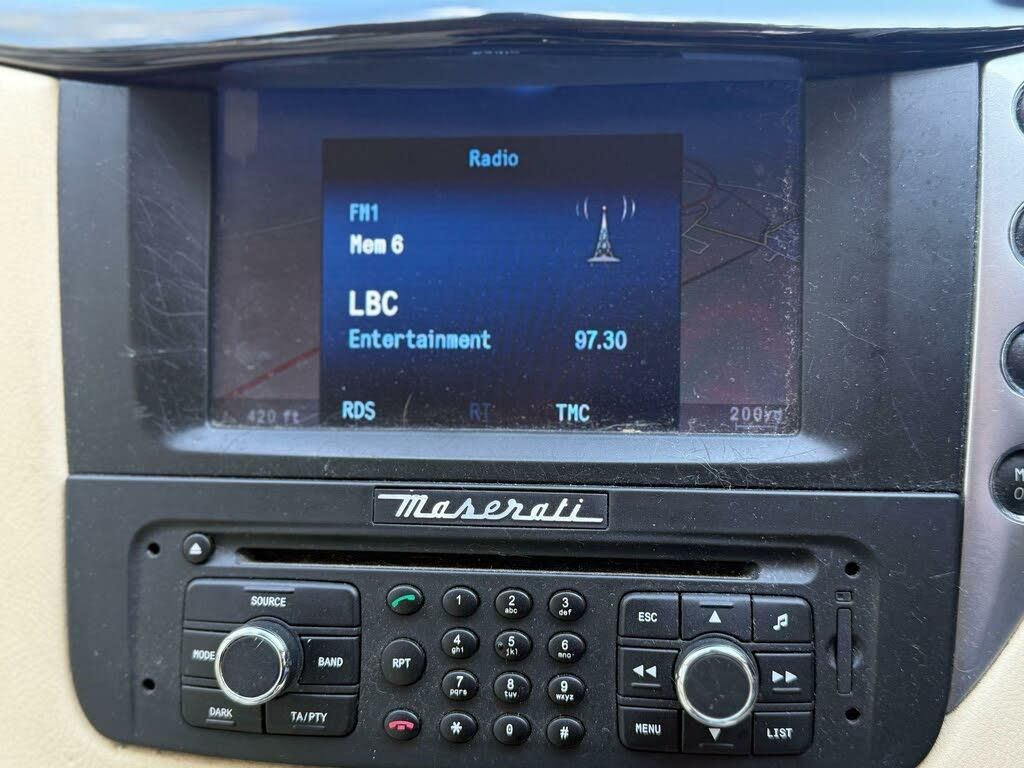 Radio
FM1
Mem 6
LBC
Entertainment 97.30
RDS RT TMC
420 ft
200yd
Maserati
SOURCE
MODE
BAND
DARK
TA/PTY
1
2 abc
3 def
4 ghi
5 jkl
6 mno
RPT
7 pqrs
8 tuv
9 wxyz
* 0 #
ESC
MENU
LIST